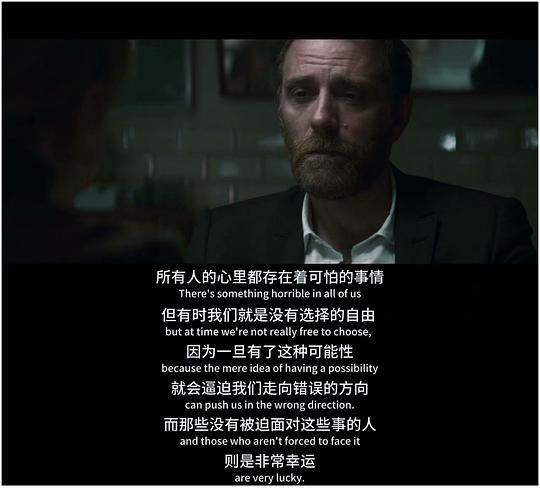 所有人的心里都存在着可怕的事情
There's something horrible in all of us
但有时我们就是没有选择的自由
but at time we're not really free to choose,
因为一旦有了这种可能性
because the mere idea of having a possibility
就会逼迫我们走向错误的方向
can push us in the wrong direction.
而那些没有被迫面对这些事的人
and those who aren't forced to face it
则是非常幸运
are very lucky.